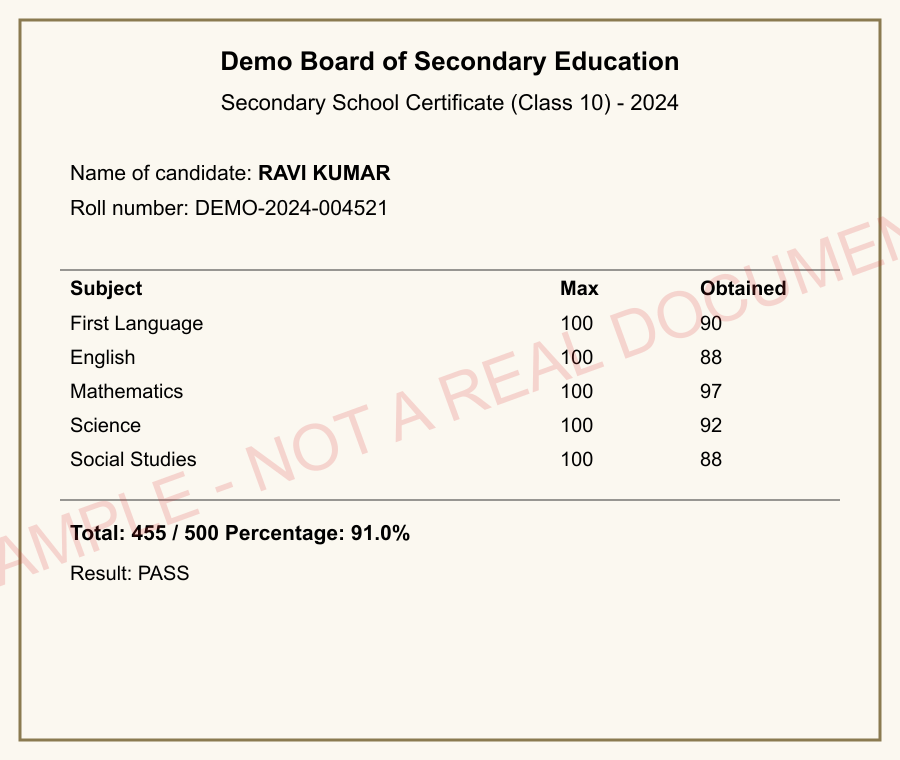 Demo Board of Secondary Education
Secondary School Certificate (Class 10) - 2024
Name of candidate: RAVI KUMAR
Roll number: DEMO-2024-004521
Subject Max Obtained
First Language 100 90
English 100 88
Mathematics 100 97
Science 100 92
Social Studies 100 88
Total: 455 / 500 Percentage: 91.0%
Result: PASS
AMPLE - NOT A REAL DOCUMEN